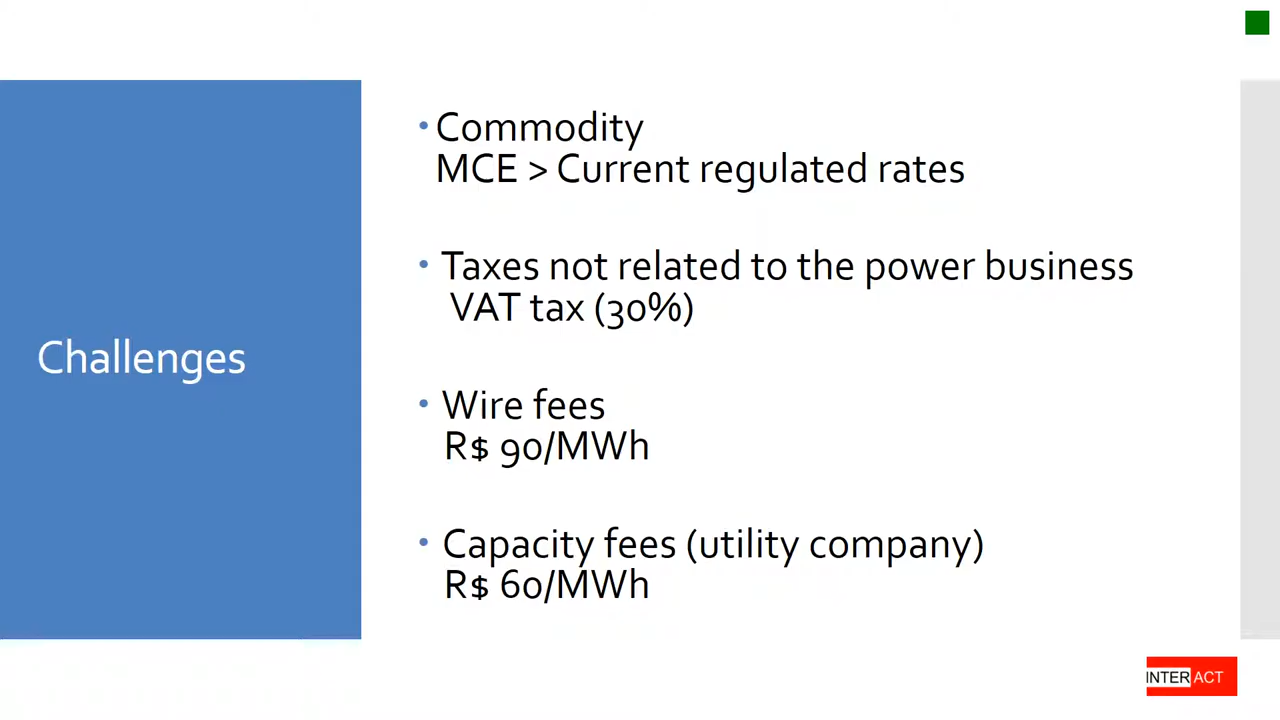 Challenges
• Commodity
MCE > Current regulated rates
• Taxes not related to the power business
VAT tax (30%)
• Wire fees
R$ 90/MWh
• Capacity fees (utility company)
R$ 60/MWh
INTERACT